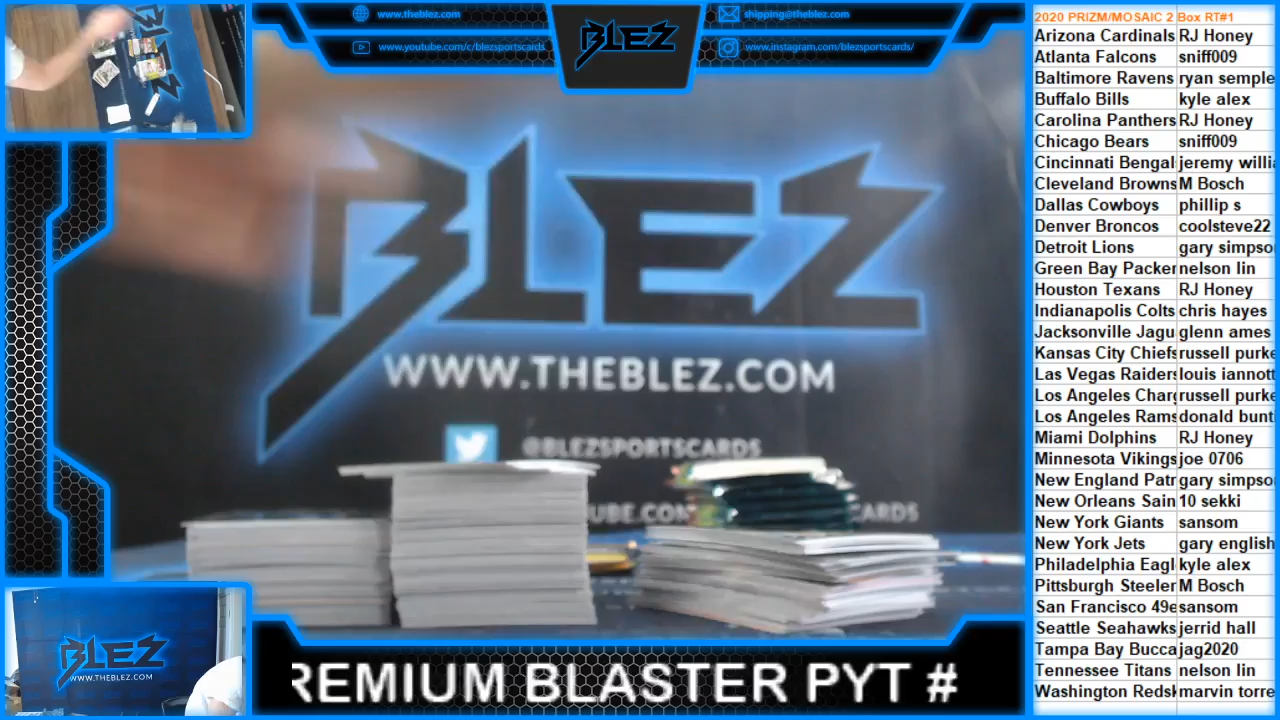 www.theblez.com
shipping@theblez.com
www.youtube.com/c/blezsportscards
www.instagram.com/blezsportscards/
BLEZ
BLEZ
WWW.THEBLEZ.COM
@BLEZSPORTSCARDS
UBE.COM
CARDS
BLEZ
WWW.THEBLEZ.COM
REMIUM BLASTER PYT #
2020 PRIZM/MOSAIC 2 Box RT#1
Arizona Cardinals RJ Honey
Atlanta Falcons sniff009
Baltimore Ravens ryan semple
Buffalo Bills kyle alex
Carolina Panthers RJ Honey
Chicago Bears sniff009
Cincinnati Bengal jeremy willi
Cleveland Browns M Bosch
Dallas Cowboys phillip s
Denver Broncos coolsteve22
Detroit Lions gary simpso
Green Bay Packer nelson lin
Houston Texans RJ Honey
Indianapolis Colts chris hayes
Jacksonville Jagu glenn ames
Kansas City Chiefs russell purke
Las Vegas Raiders louis iannott
Los Angeles Charg russell purke
Los Angeles Rams donald bunt
Miami Dolphins RJ Honey
Minnesota Vikings joe 0706
New England Patr gary simpso
New Orleans Sain 10 sekki
New York Giants sansom
New York Jets gary english
Philadelphia Eagl kyle alex
Pittsburgh Steeler M Bosch
San Francisco 49e sansom
Seattle Seahawks jerrid hall
Tampa Bay Bucca jag2020
Tennessee Titans nelson lin
Washington Redsk marvin torre